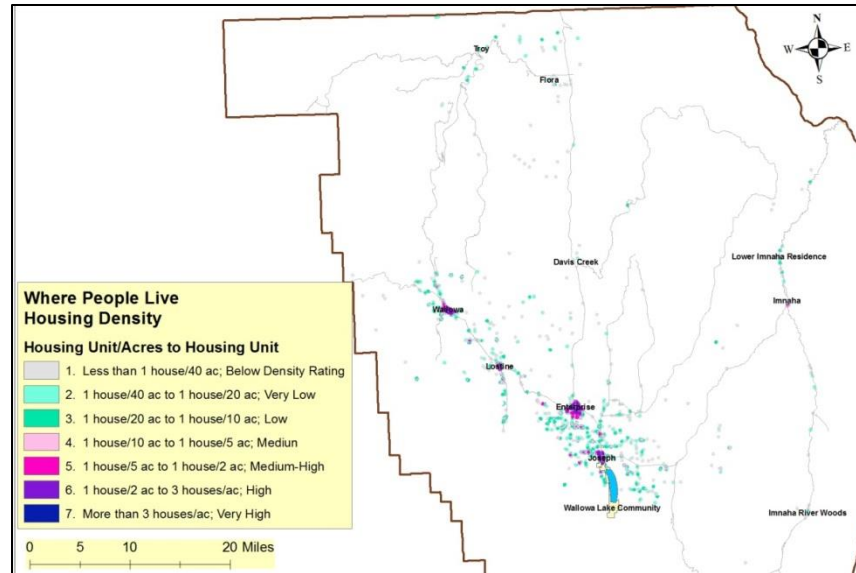 N
W E
S
Troy
Flora
Davis Creek
Lower Imnaha Residence
Imnaha
Wallowa
Lostine
Enterprise
Joseph
Wallowa Lake Community
Imnaha River Woods
Where People Live
Housing Density
Housing Unit/Acres to Housing Unit
1. Less than 1 house/40 ac; Below Density Rating
2. 1 house/40 ac to 1 house/20 ac; Very Low
3. 1 house/20 ac to 1 house/10 ac; Low
4. 1 house/10 ac to 1 house/5 ac; Mediun
5. 1 house/5 ac to 1 house/2 ac; Medium-High
6. 1 house/2 ac to 3 houses/ac; High
7. More than 3 houses/ac; Very High
0 5 10 20 Miles